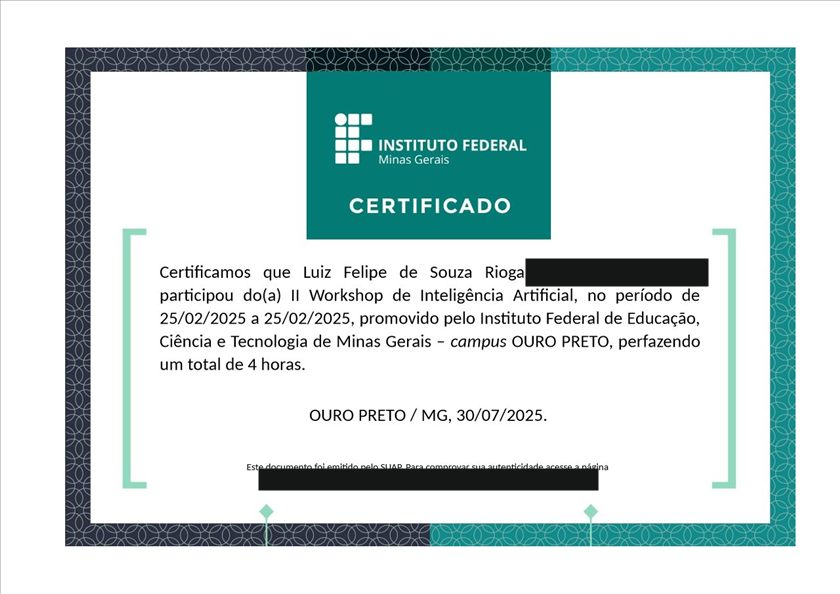 INSTITUTO FEDERAL
Minas Gerais
CERTIFICADO
Certificamos que Luiz Felipe de Souza Rioga
participou do(a) II Workshop de Inteligência Artificial, no período de
25/02/2025 a 25/02/2025, promovido pelo Instituto Federal de Educação,
Ciência e Tecnologia de Minas Gerais – campus OURO PRETO, perfazendo
um total de 4 horas.
OURO PRETO / MG, 30/07/2025.
Este documento foi emitido pelo SUAP. Para comprovar sua autenticidade acesse a página